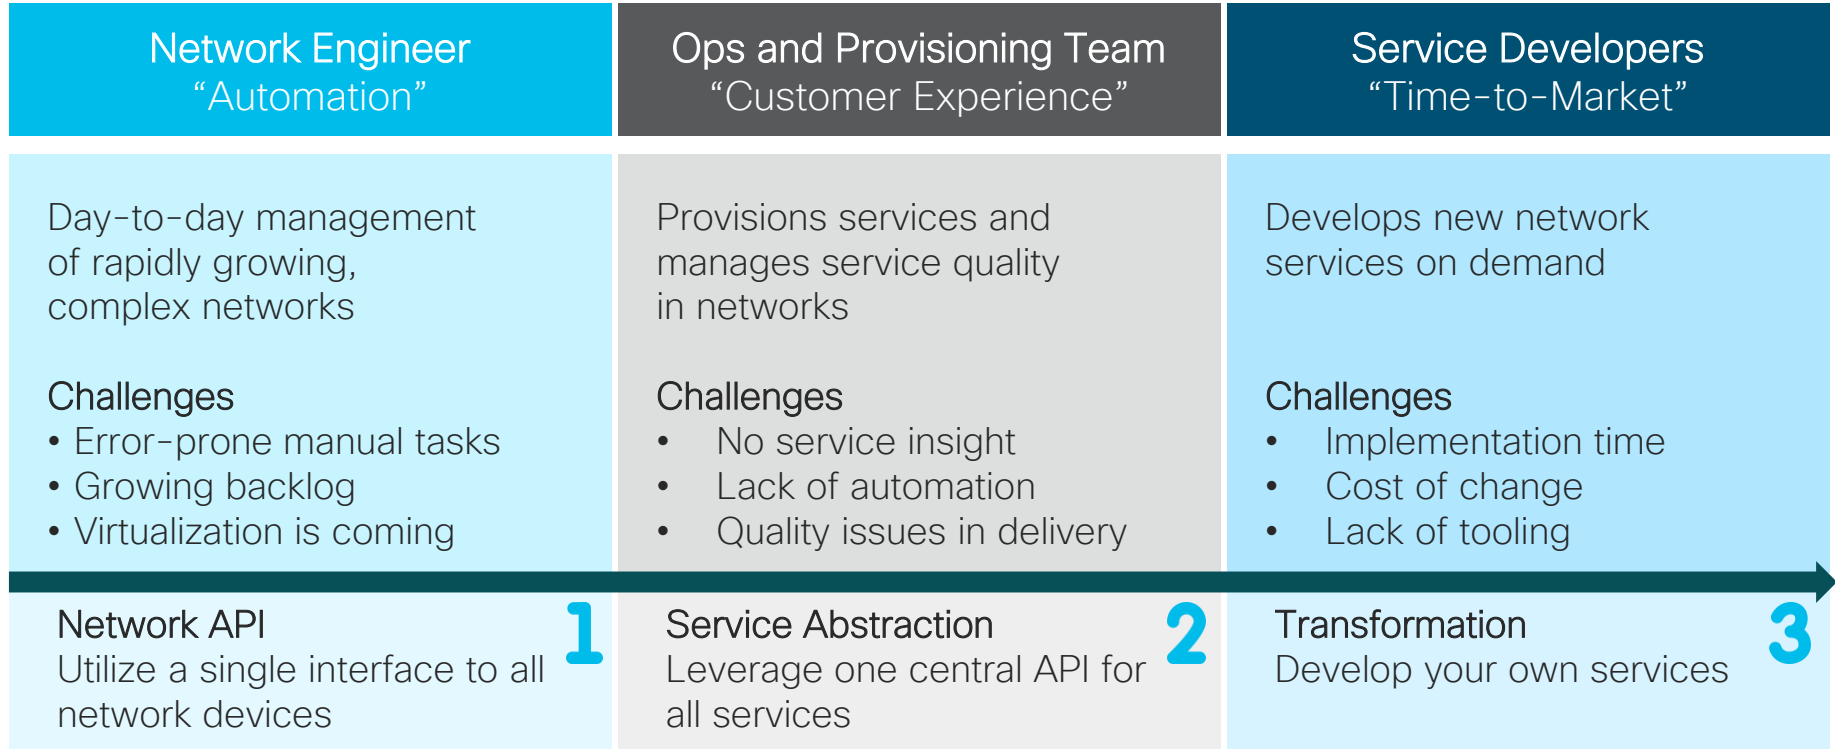 Network Engineer
“Automation”
Day-to-day management
of rapidly growing,
complex networks
Challenges
• Error-prone manual tasks
• Growing backlog
• Virtualization is coming
Network API
Utilize a single interface to all
network devices
1
Ops and Provisioning Team
“Customer Experience”
Provisions services and
manages service quality
in networks
Challenges
• No service insight
• Lack of automation
• Quality issues in delivery
Service Abstraction
Leverage one central API for
all services
2
Service Developers
“Time-to-Market”
Develops new network
services on demand
Challenges
• Implementation time
• Cost of change
• Lack of tooling
Transformation
Develop your own services
3